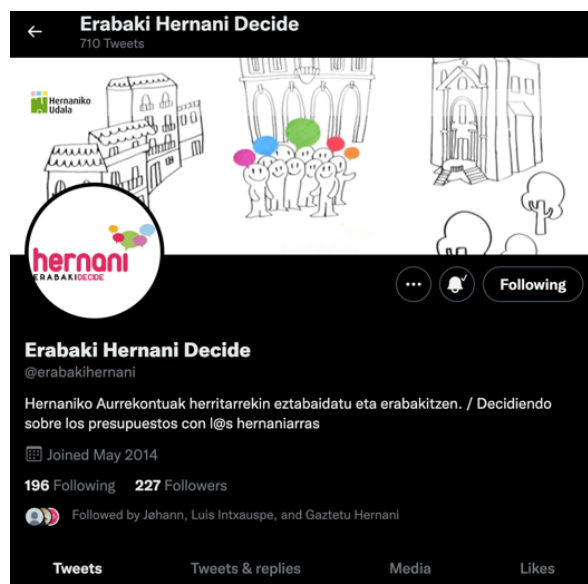 Erabaki Hernani Decide
710 Tweets
Hernaniko
Udala
hernani
ERABAKIDECIDE
Following
Erabaki Hernani Decide
@erabakihernani
Hernaniko Aurrekontuak herritarrekin eztabaidatu eta erabakitzen. / Decidiendo
sobre los presupuestos con l@s hernaniarras
Joined May 2014
196 Following 227 Followers
Followed by Jøhann, Luis Intxauspe, and Gaztetu Hernani
Tweets Tweets & replies Media Likes